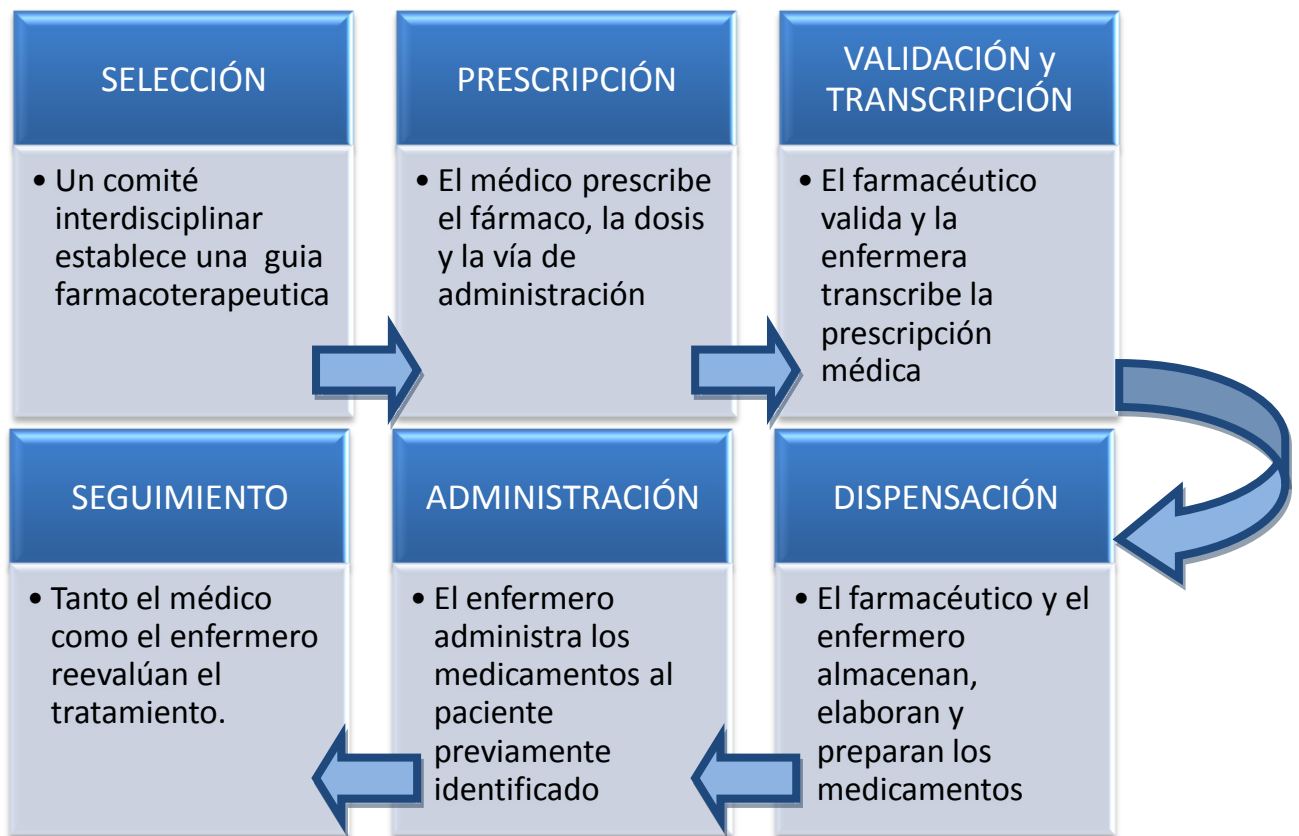 SELECCIÓN
• Un comité
interdisciplinar
establece una guia
farmacoterapeutica
PRESCRIPCIÓN
• El médico prescribe
el fármaco, la dosis
y la vía de
administración
VALIDACIÓN y
TRANSCRIPCIÓN
• El farmacéutico
valida y la
enfermera
transcribe la
prescripción
médica
DISPENSACIÓN
• El farmacéutico y el
enfermero
almacenan,
elaboran y
preparan los
medicamentos
ADMINISTRACIÓN
• El enfermero
administra los
medicamentos al
paciente
previamente
identificado
SEGUIMIENTO
• Tanto el médico
como el enfermero
reevalúan el
tratamiento.